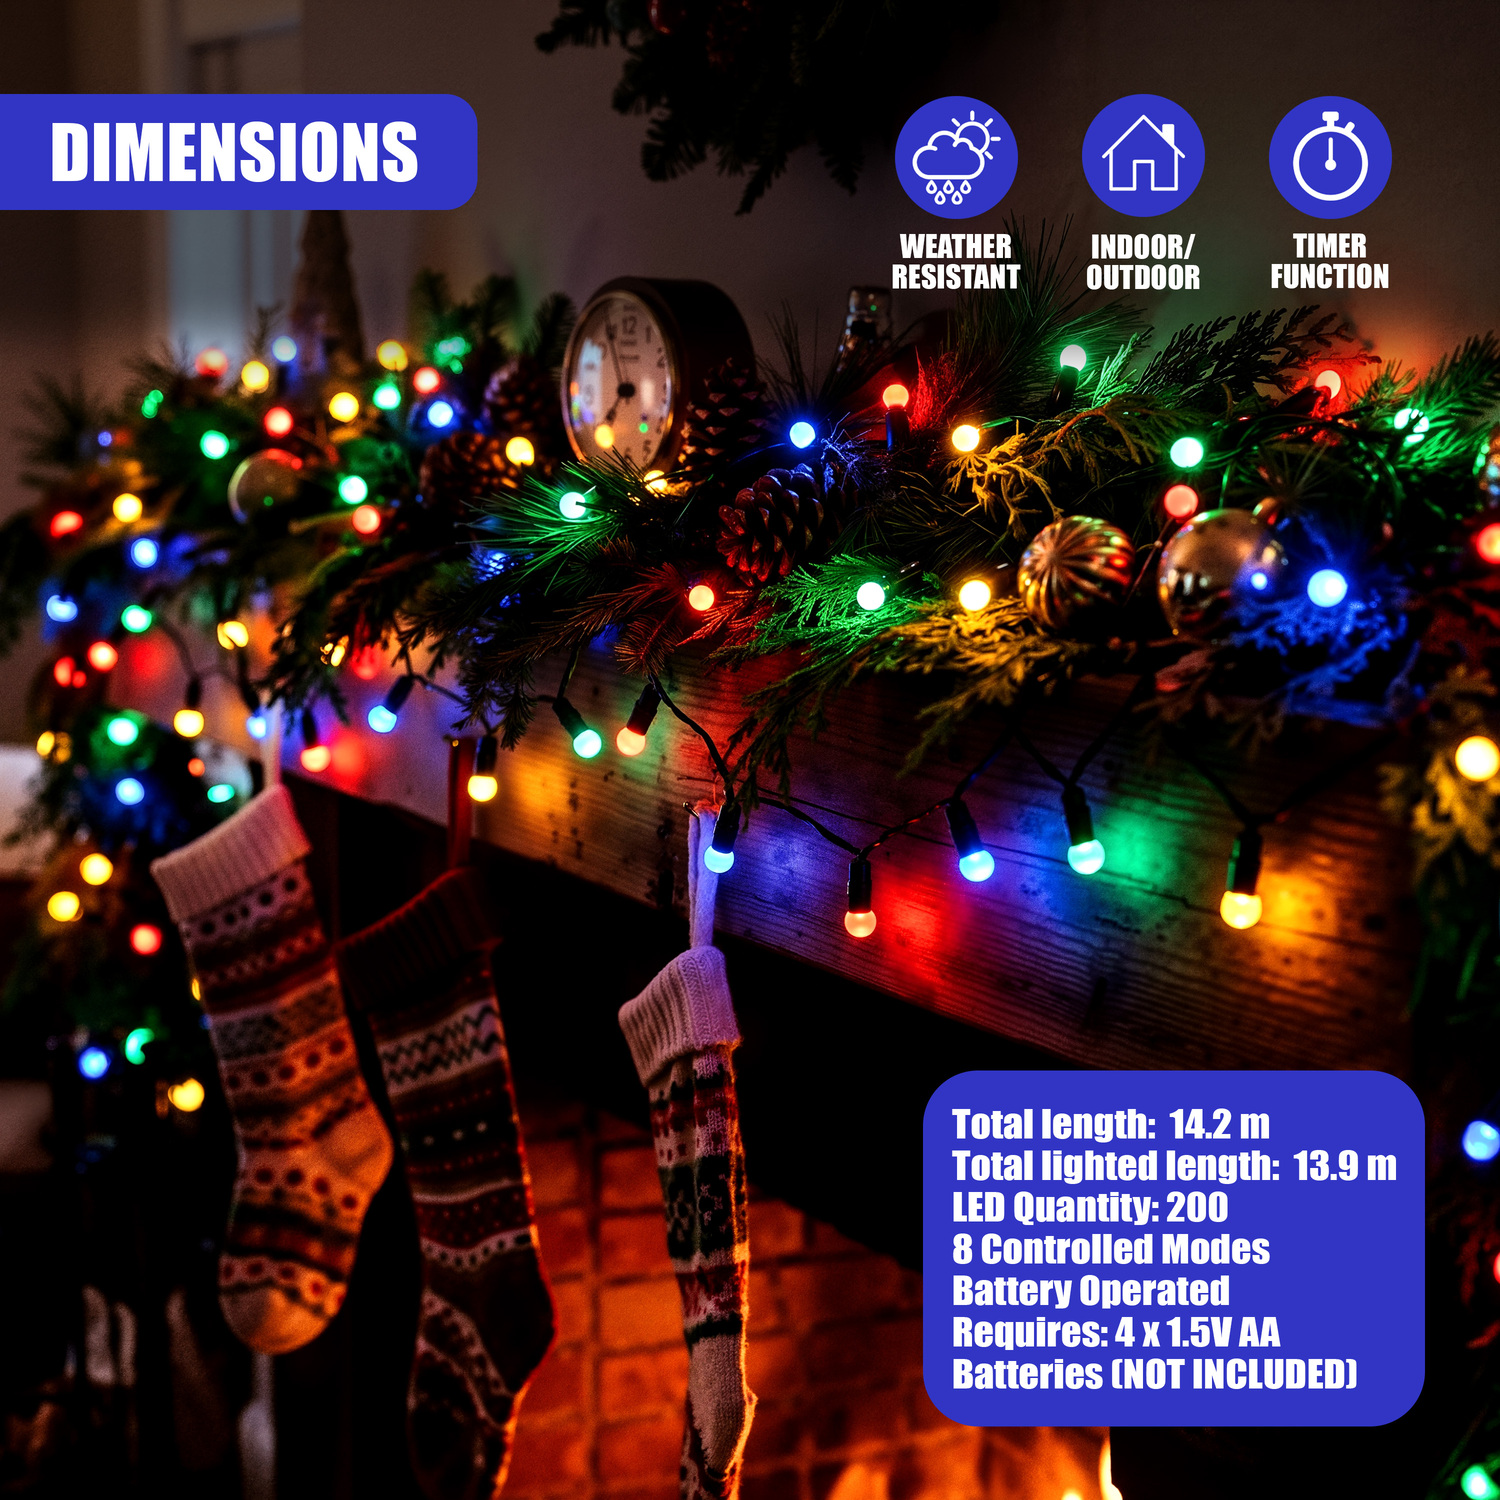 DIMENSIONS
WEATHER
RESISTANT
INDOOR/
OUTDOOR
TIMER
FUNCTION
Total length: 14.2 m
Total lighted length: 13.9 m
LED Quantity: 200
8 Controlled Modes
Battery Operated
Requires: 4 x 1.5V AA
Batteries (NOT INCLUDED)